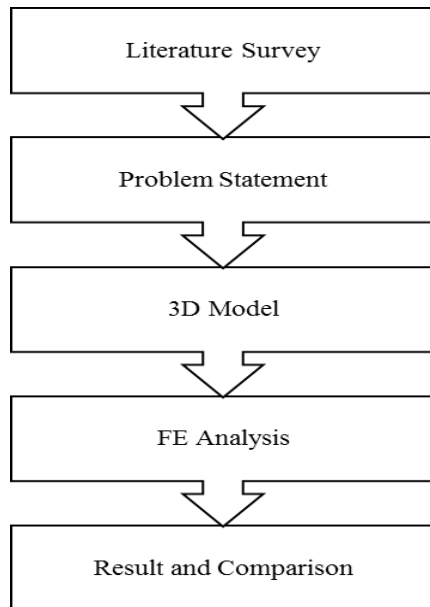 Literature Survey
Problem Statement
3D Model
FE Analysis
Result and Comparison